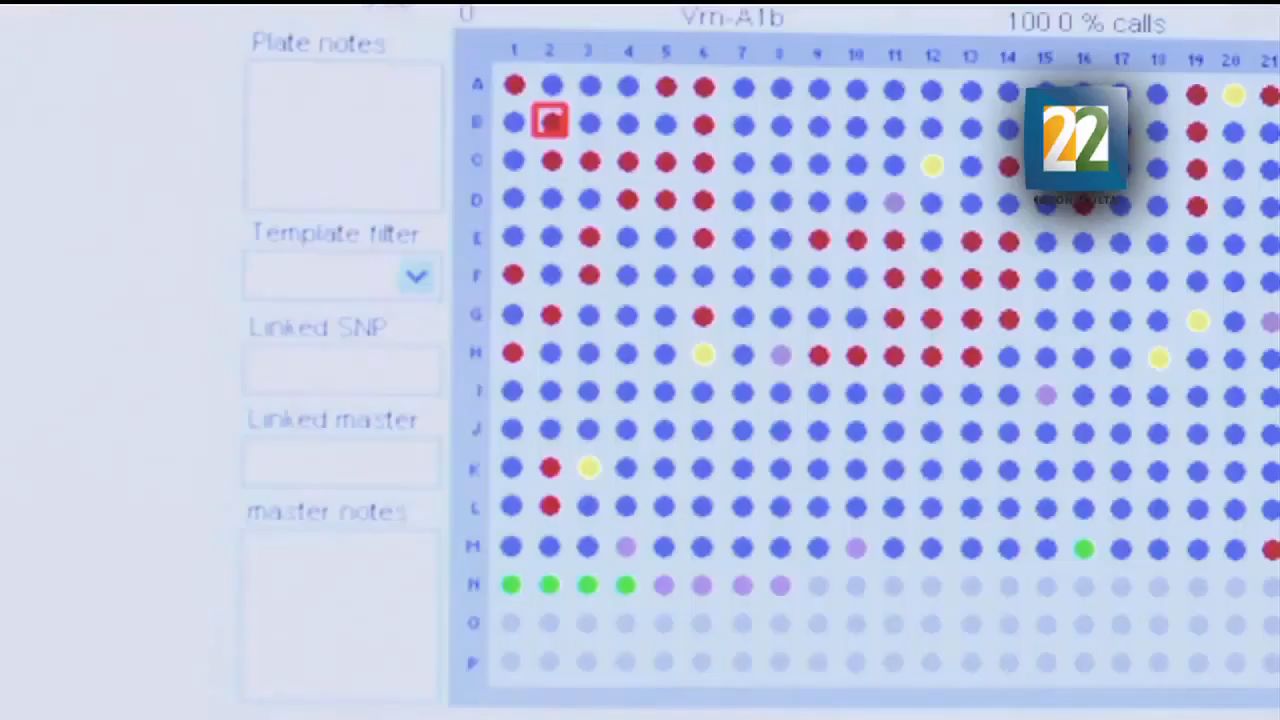 0 Vrn-A1b 100 0 % calls
Plate notes
1 2 3 4 5 6 7 8 9 10 11 12 13 14 15 16 17 18 19 20 21
A
B
C
D
E
F
G
H
I
J
K
L
M
N
O
P
Template filter
Linked SNP
Linked master
master notes
22